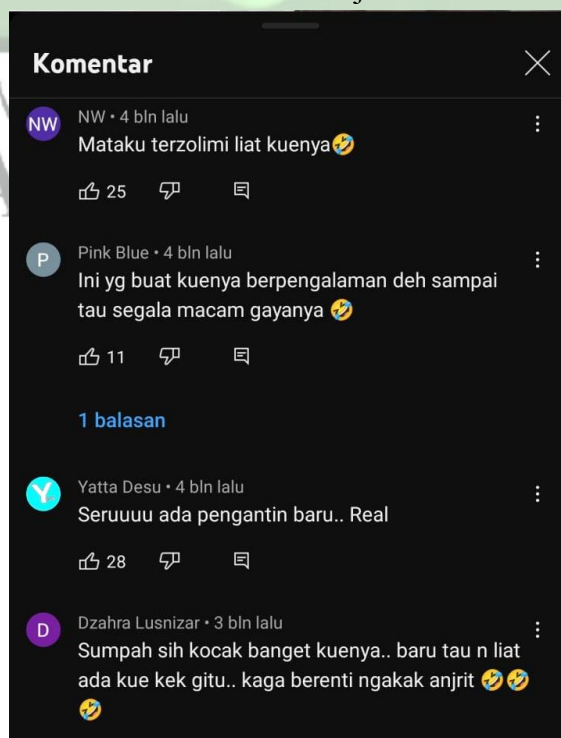 Komentar
NW
NW • 4 bln lalu
Mataku terzolimi liat kuenya🤣
25
P
Pink Blue • 4 bln lalu
Ini yg buat kuenya berpengalaman deh sampai
tau segala macam gayanya 🤣
11
1 balasan
Y
Yatta Desu • 4 bln lalu
Seruuuu ada pengantin baru.. Real
28
D
Dzahra Lusnizar • 3 bln lalu
Sumpah sih kocak banget kuenya.. baru tau n liat
ada kue kek gitu.. kaga berenti ngakak anjrit 🤣🤣
🤣